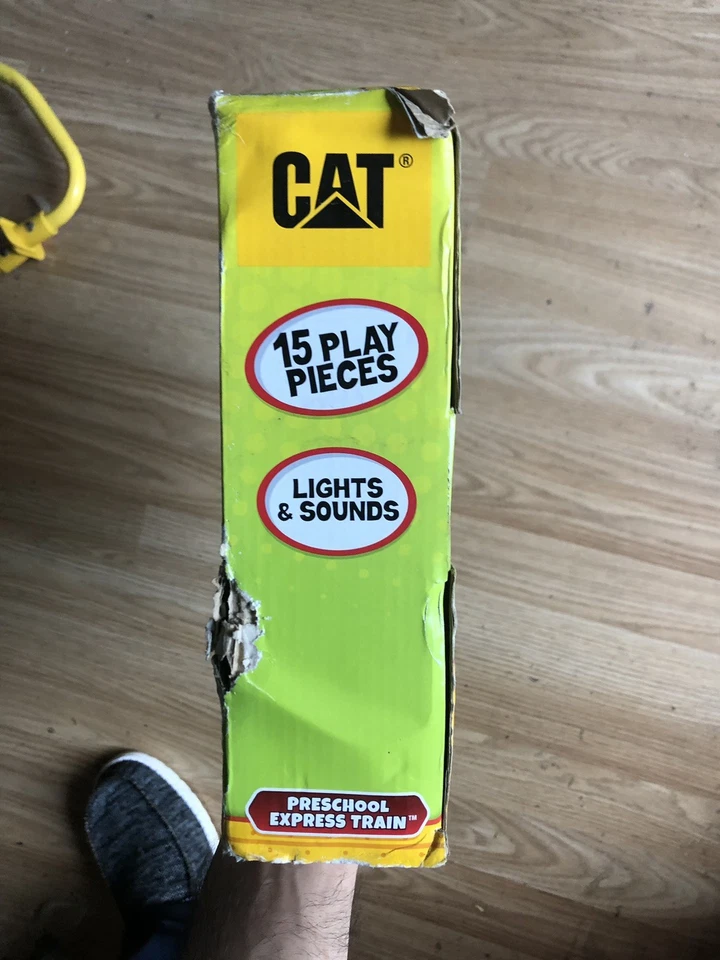 CAT®
15 PLAY
PIECES
LIGHTS
& SOUNDS
PRESCHOOL
EXPRESS TRAIN™